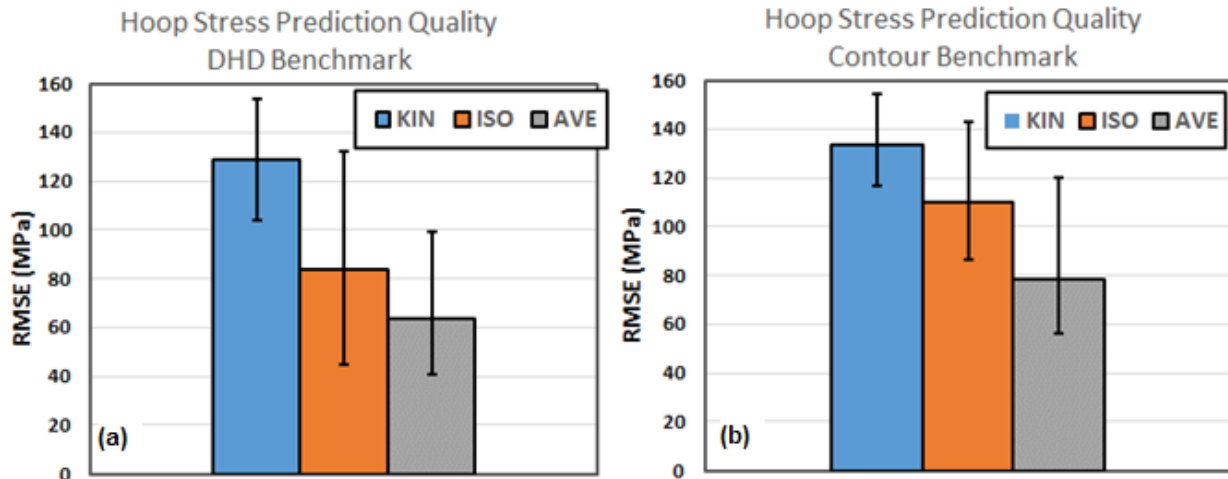 Hoop Stress Prediction Quality
DHD Benchmark
160
140
120
100
80
60
40
20
0
RMSE (MPa)
KIN ISO AVE
(a)
Hoop Stress Prediction Quality
Contour Benchmark
160
140
120
100
80
60
40
20
0
RMSE (MPa)
KIN ISO AVE
(b)